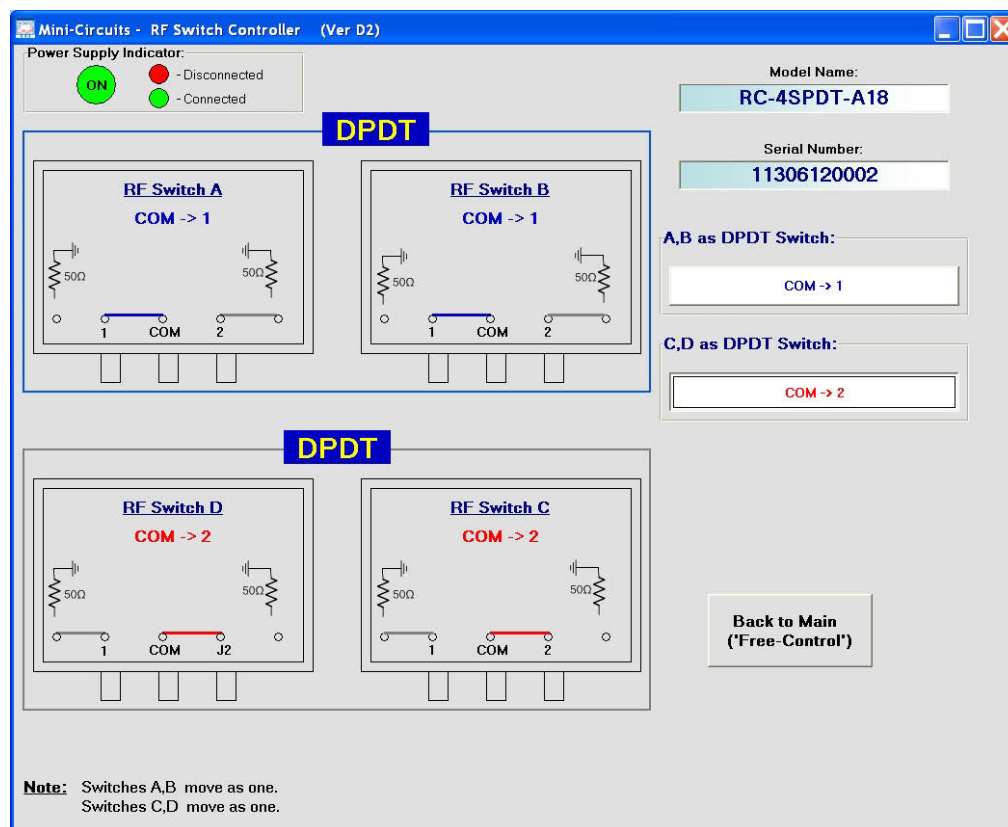 Mini-Circuits - RF Switch Controller (Ver D2)
Power Supply Indicator:
ON
- Disconnected
- Connected
Model Name:
RC-4SPDT-A18
Serial Number:
11306120002
DPDT
RF Switch A
COM -> 1
50Ω
50Ω
1 COM 2
RF Switch B
COM -> 1
50Ω
50Ω
1 COM 2
A,B as DPDT Switch:
COM -> 1
C,D as DPDT Switch:
COM -> 2
DPDT
RF Switch D
COM -> 2
50Ω
50Ω
1 COM J2
RF Switch C
COM -> 2
50Ω
50Ω
1 COM 2
Back to Main
('Free-Control')
Note: Switches A,B move as one.
Switches C,D move as one.